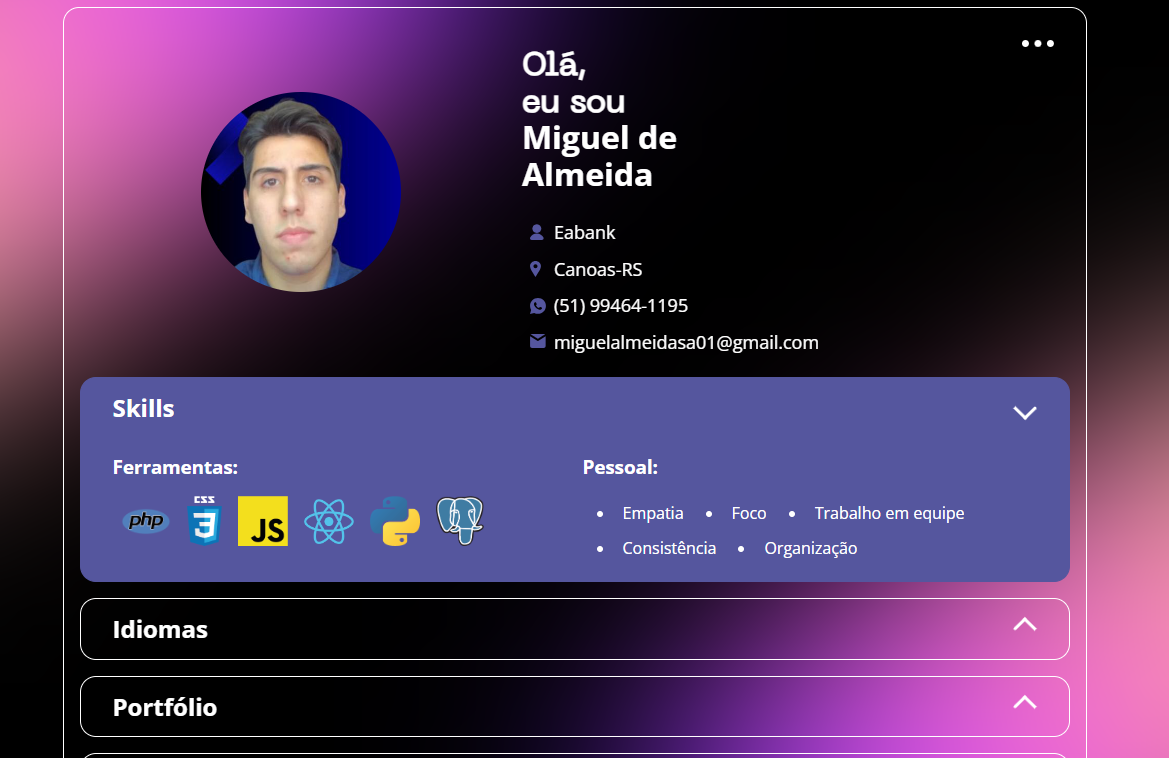 Olá,
eu sou
Miguel de
Almeida
Eabank
Canoas-RS
(51) 99464-1195
miguelalmeidasa01@gmail.com
Skills
Ferramentas:
php
CSS
3
JS
Pessoal:
Empatia
Foco
Trabalho em equipe
Consistência
Organização
Idiomas
Portfólio